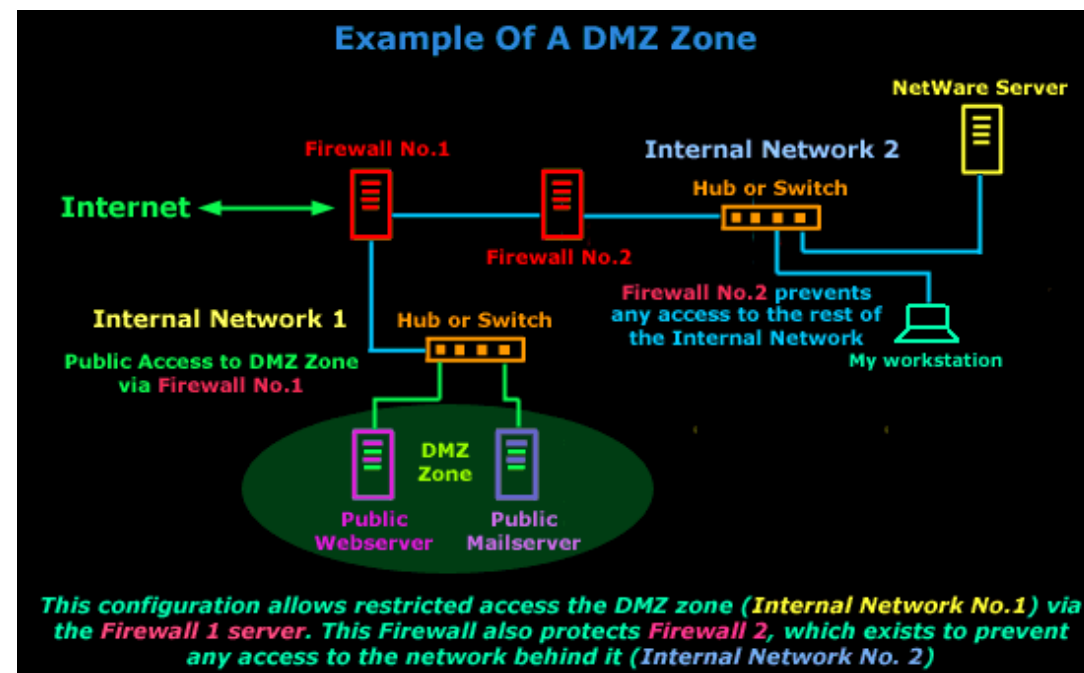 Example Of A DMZ Zone
NetWare Server
Firewall No.1
Internal Network 2
Hub or Switch
Internet
Firewall No.2
Firewall No.2 prevents
any access to the rest of
the Internal Network
My workstation
Internal Network 1
Hub or Switch
Public Access to DMZ Zone
via Firewall No.1
DMZ
Zone
Public
Webserver
Public
Mailserver
This configuration allows restricted access the DMZ zone (Internal Network No.1) via
the Firewall 1 server. This Firewall also protects Firewall 2, which exists to prevent
any access to the network behind it (Internal Network No. 2)